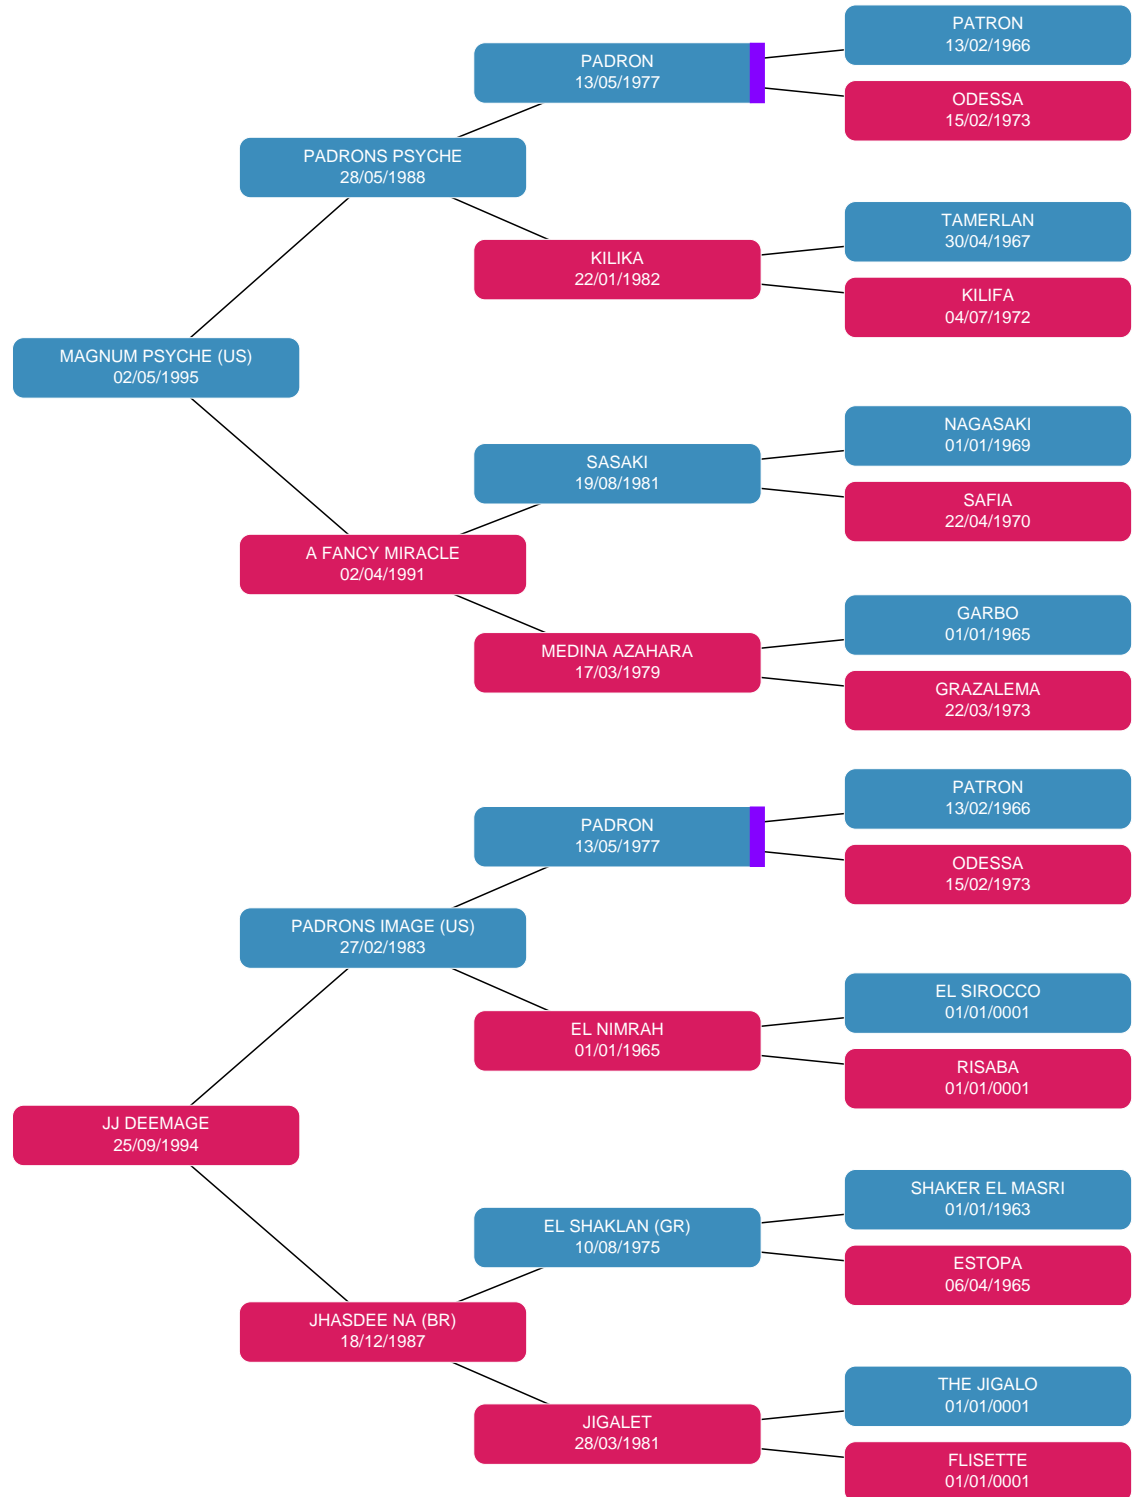 PATRON
13/02/1966
PADRON
13/05/1977
ODESSA
15/02/1973
PADRONS PSYCHE
28/05/1988
TAMERLAN
30/04/1967
KILIKA
22/01/1982
KILIFA
04/07/1972
MAGNUM PSYCHE (US)
02/05/1995
NAGASAKI
01/01/1969
SASAKI
19/08/1981
SAFIA
22/04/1970
A FANCY MIRACLE
02/04/1991
GARBO
01/01/1965
MEDINA AZAHARA
17/03/1979
GRAZALEMA
22/03/1973
PATRON
13/02/1966
PADRON
13/05/1977
ODESSA
15/02/1973
PADRONS IMAGE (US)
27/02/1983
EL SIROCCO
01/01/0001
EL NIMRAH
01/01/1965
RISABA
01/01/0001
JJ DEEMAGE
25/09/1994
SHAKER EL MASRI
01/01/1963
EL SHAKLAN (GR)
10/08/1975
ESTOPA
06/04/1965
JHASDEE NA (BR)
18/12/1987
THE JIGALO
01/01/0001
JIGALET
28/03/1981
FLISETTE
01/01/0001